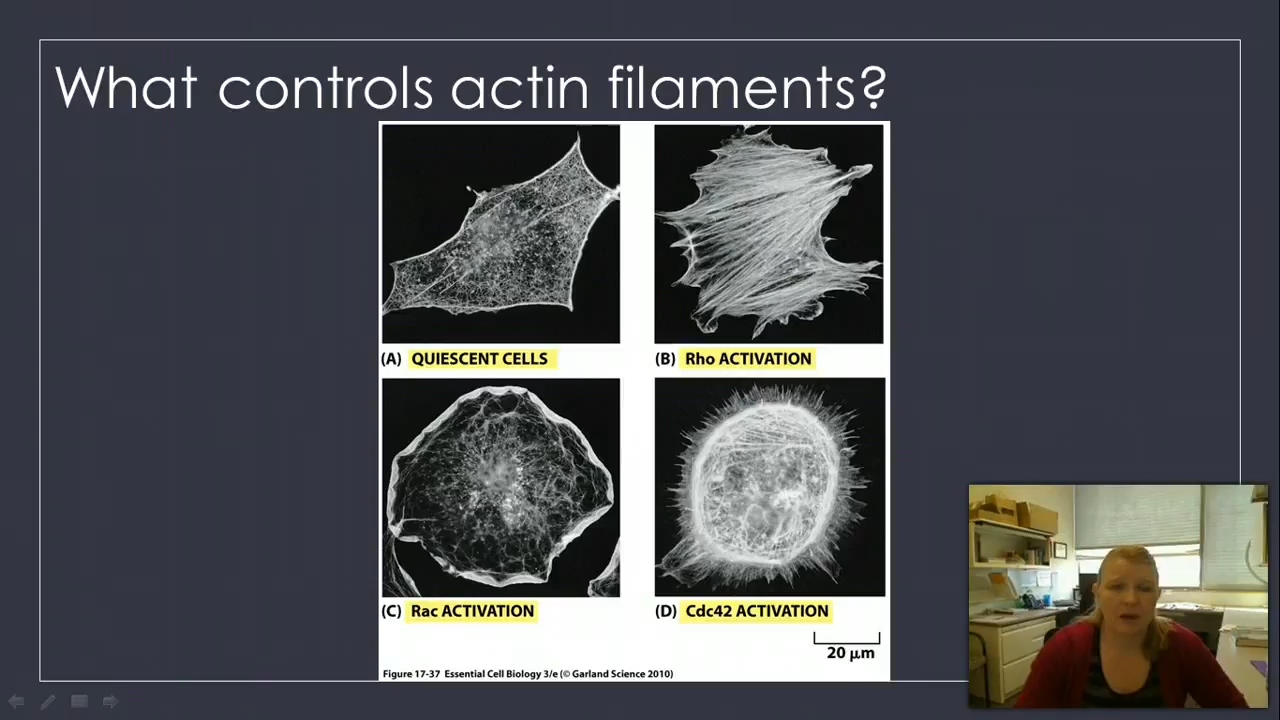 What controls actin filaments?
(A) QUIESCENT CELLS
(B) Rho ACTIVATION
(C) Rac ACTIVATION
(D) Cdc42 ACTIVATION
20 μm
Figure 17-37 Essential Cell Biology 3/e (© Garland Science 2010)